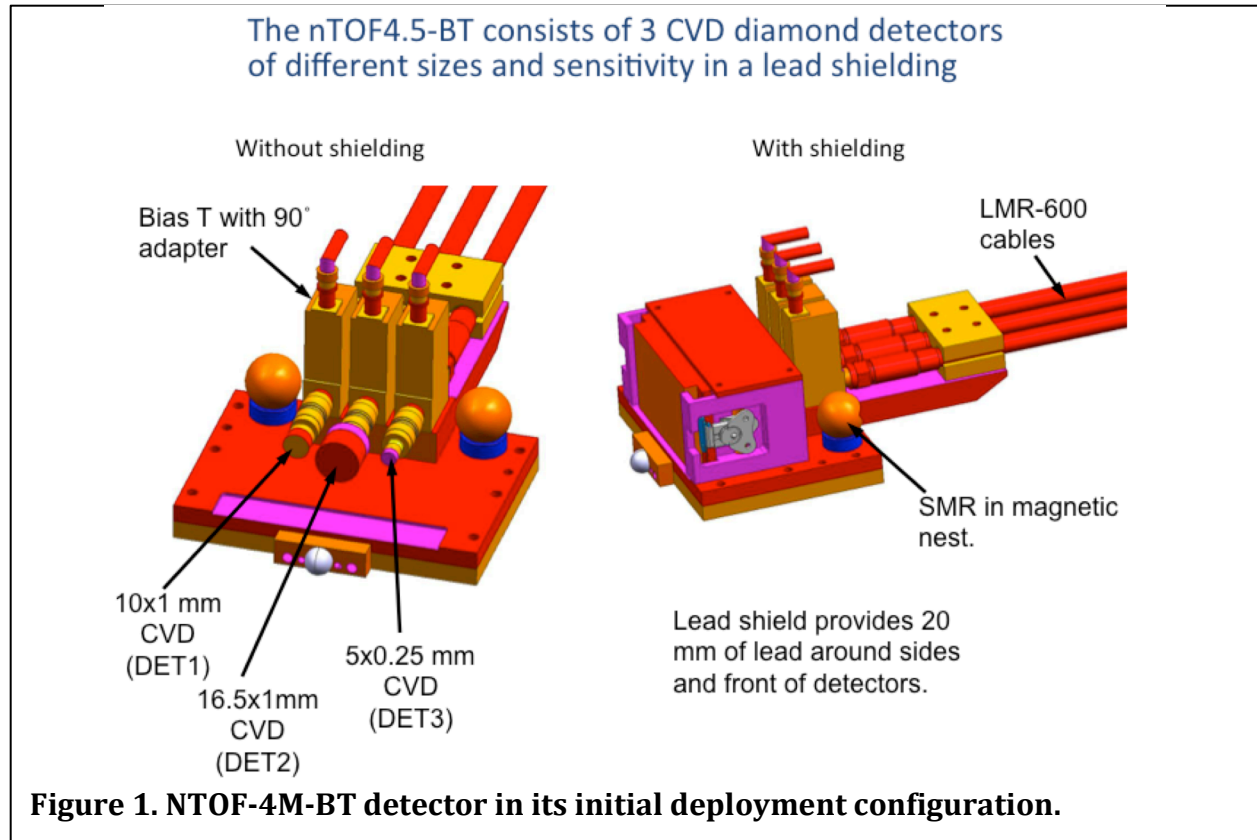 The nTOF4.5-BT consists of 3 CVD diamond detectors
of different sizes and sensitivity in a lead shielding
Without shielding
With shielding
Bias T with 90˚
adapter
LMR-600
cables
SMR in magnetic
nest.
10x1 mm
CVD
(DET1)
16.5x1mm
CVD
(DET2)
5x0.25 mm
CVD
(DET3)
Lead shield provides 20
mm of lead around sides
and front of detectors.
Figure 1. NTOF-4M-BT detector in its initial deployment configuration.